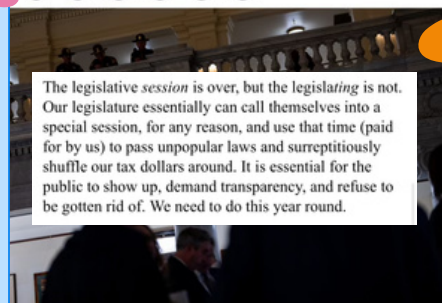 The legislative session is over, but the legislating is not.
Our legislature essentially can call themselves into a
special session, for any reason, and use that time (paid
for by us) to pass unpopular laws and surreptitiously
shuffle our tax dollars around. It is essential for the
public to show up, demand transparency, and refuse to
be gotten rid of. We need to do this year round.